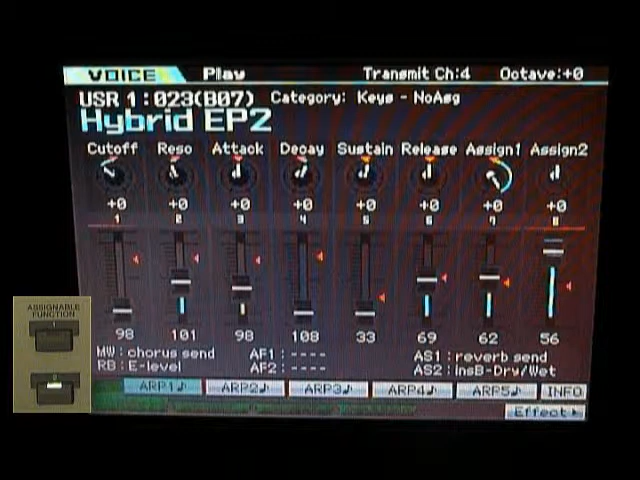 VOICE Play Transmit Ch:4 Octave:+0
USR 1:023(B07) Category: Keys - NoAsg
Hybrid EP2
Cutoff Reso Attack Decay Sustain Release Assign1 Assign2
+0 +0 +0 +0 +0 +0 +0 +0
1 2 3 4 5 6 7 8
98 101 98 108 33 69 62 56
MW:chorus send AF1:---- AS1:reverb send
RB:E-level AF2:---- AS2:insB-Dry/Wet
ARP1♪ ARP2♪ ARP3♪ ARP4♪ ARP5♪ INFO
Effect▶
ASSIGNABLE
FUNCTION